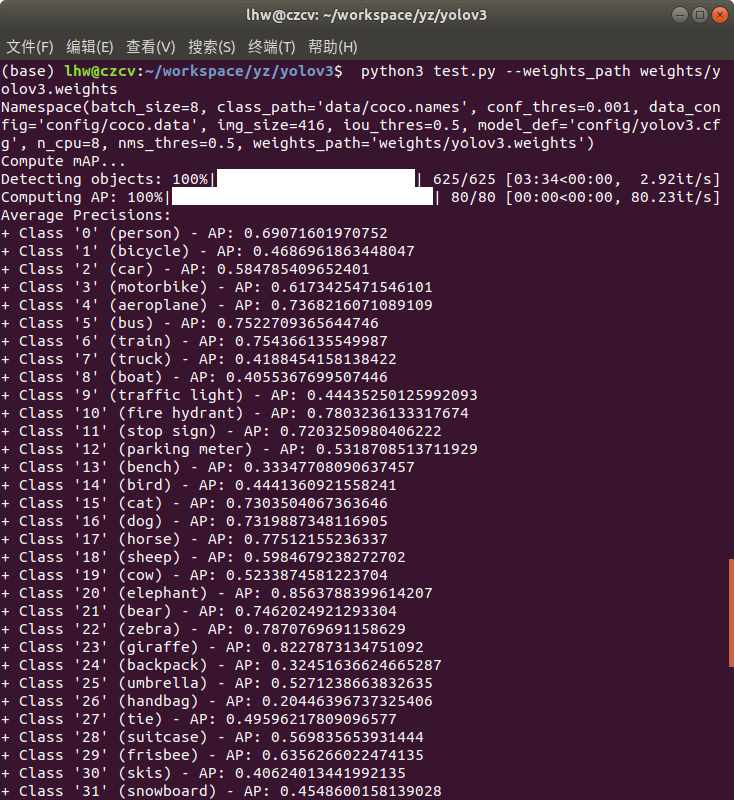 lhw@czcv: ~/workspace/yz/yolov3
文件(F) 编辑(E) 查看(V) 搜索(S) 终端(T) 帮助(H)
(base) lhw@czcv:~/workspace/yz/yolov3$  python3 test.py --weights_path weights/y
olov3.weights
Namespace(batch_size=8, class_path='data/coco.names', conf_thres=0.001, data_con
fig='config/coco.data', img_size=416, iou_thres=0.5, model_def='config/yolov3.cf
g', n_cpu=8, nms_thres=0.5, weights_path='weights/yolov3.weights')
Compute mAP...
Detecting objects: 100%| | 625/625 [03:34<00:00,  2.92it/s]
Computing AP: 100%| | 80/80 [00:00<00:00, 80.23it/s]
Average Precisions:
+ Class '0' (person) - AP: 0.69071601970752
+ Class '1' (bicycle) - AP: 0.4686961863448047
+ Class '2' (car) - AP: 0.584785409652401
+ Class '3' (motorbike) - AP: 0.6173425471546101
+ Class '4' (aeroplane) - AP: 0.7368216071089109
+ Class '5' (bus) - AP: 0.7522709365644746
+ Class '6' (train) - AP: 0.754366135549987
+ Class '7' (truck) - AP: 0.4188454158138422
+ Class '8' (boat) - AP: 0.4055367699507446
+ Class '9' (traffic light) - AP: 0.44435250125992093
+ Class '10' (fire hydrant) - AP: 0.7803236133317674
+ Class '11' (stop sign) - AP: 0.7203250980406222
+ Class '12' (parking meter) - AP: 0.5318708513711929
+ Class '13' (bench) - AP: 0.33347708090637457
+ Class '14' (bird) - AP: 0.4441360921558241
+ Class '15' (cat) - AP: 0.7303504067363646
+ Class '16' (dog) - AP: 0.7319887348116905
+ Class '17' (horse) - AP: 0.77512155236337
+ Class '18' (sheep) - AP: 0.5984679238272702
+ Class '19' (cow) - AP: 0.5233874581223704
+ Class '20' (elephant) - AP: 0.8563788399614207
+ Class '21' (bear) - AP: 0.7462024921293304
+ Class '22' (zebra) - AP: 0.7870769691158629
+ Class '23' (giraffe) - AP: 0.8227873134751092
+ Class '24' (backpack) - AP: 0.32451636624665287
+ Class '25' (umbrella) - AP: 0.5271238663832635
+ Class '26' (handbag) - AP: 0.20446396737325406
+ Class '27' (tie) - AP: 0.49596217809096577
+ Class '28' (suitcase) - AP: 0.569835653931444
+ Class '29' (frisbee) - AP: 0.6356266022474135
+ Class '30' (skis) - AP: 0.40624013441992135
+ Class '31' (snowboard) - AP: 0.4548600158139028